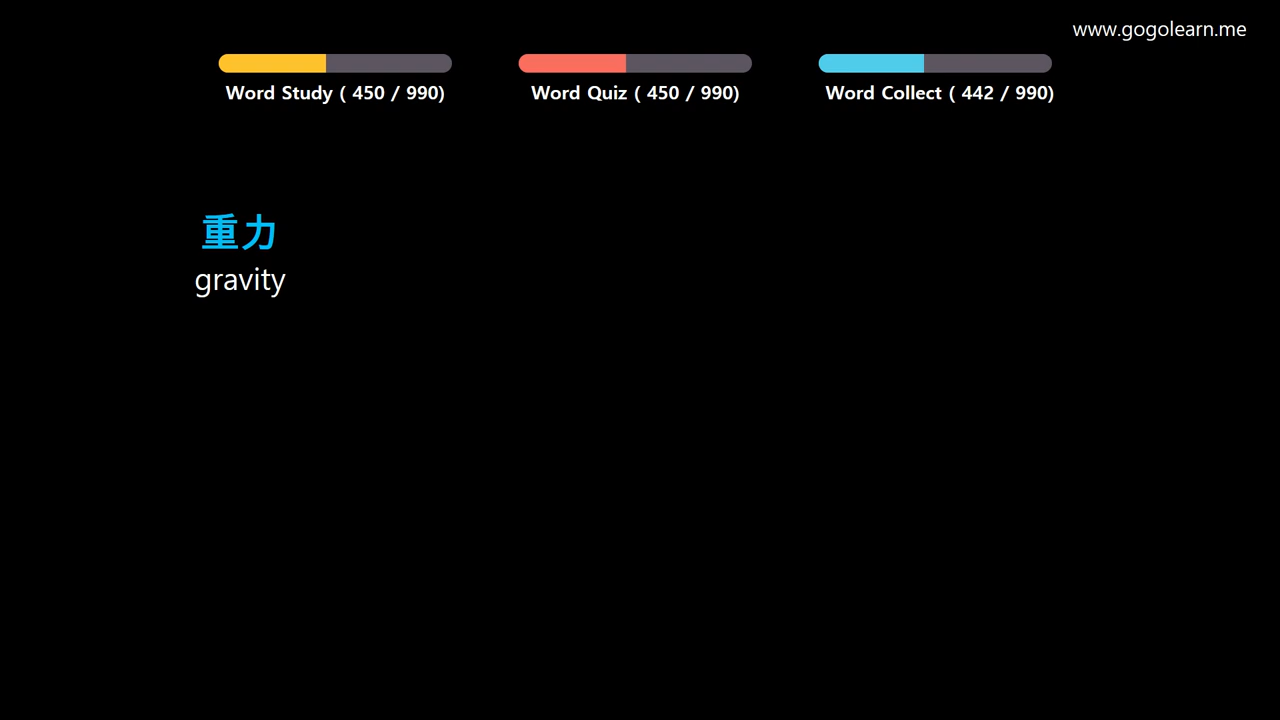 www.gogolearn.me
Word Study ( 450 / 990)
Word Quiz ( 450 / 990)
Word Collect ( 442 / 990)
重力
gravity